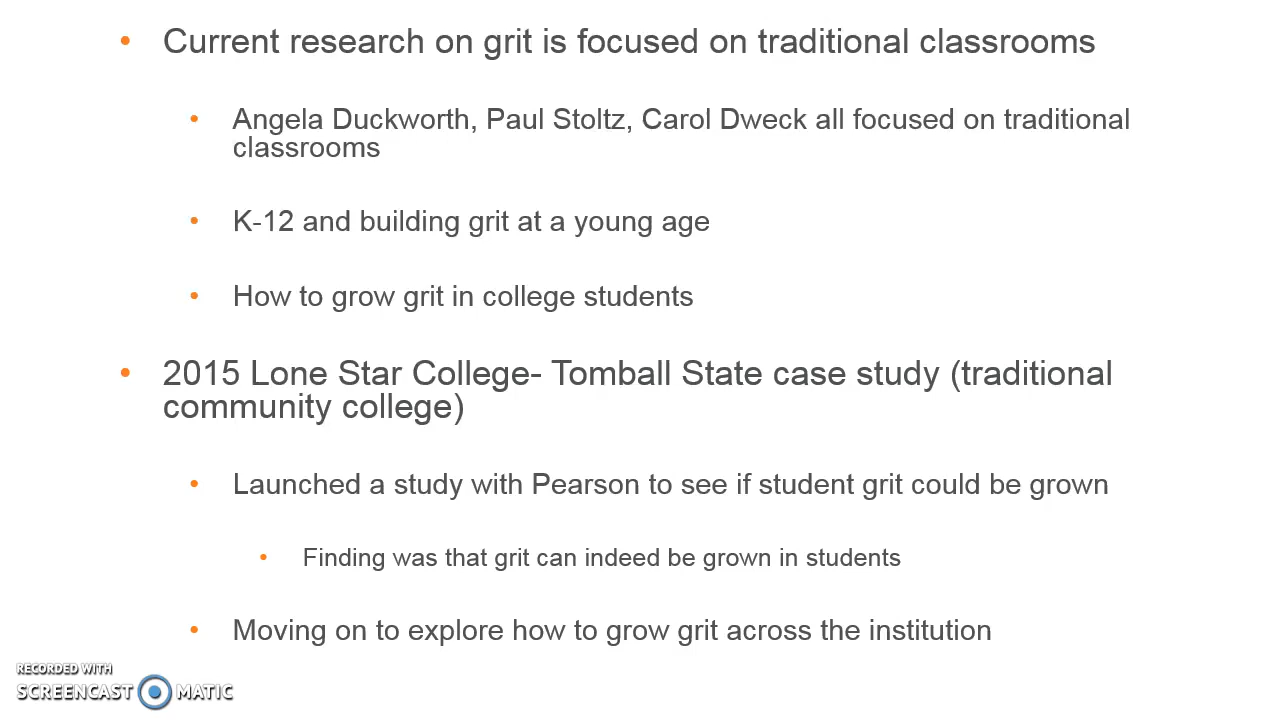 • Current research on grit is focused on traditional classrooms
• Angela Duckworth, Paul Stoltz, Carol Dweck all focused on traditional
classrooms
• K-12 and building grit at a young age
• How to grow grit in college students
• 2015 Lone Star College- Tomball State case study (traditional
community college)
• Launched a study with Pearson to see if student grit could be grown
• Finding was that grit can indeed be grown in students
• Moving on to explore how to grow grit across the institution
RECORDED WITH
SCREENCAST MATIC